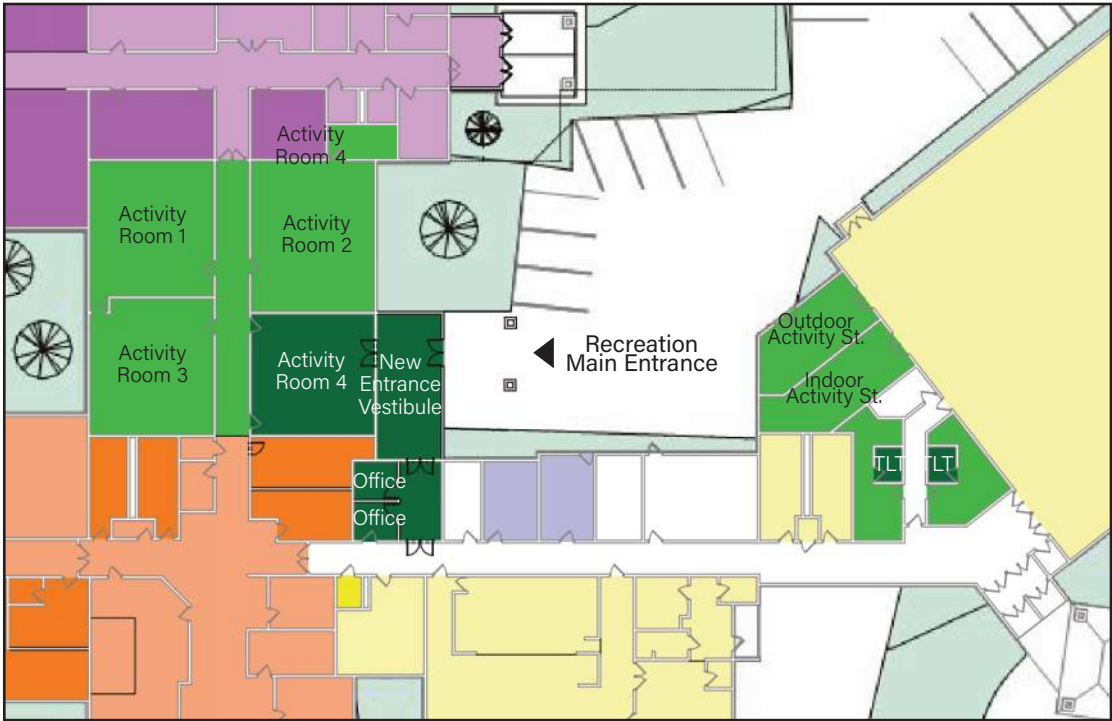 Activity
Room 4
Activity
Room 1
Activity
Room 2
Outdoor
Activity St.
Recreation
Main Entrance
Activity
Room 3
Activity
Room 4
New
Entrance
Vestibule
Indoor
Activity St.
TLT
TLT
Office
Office